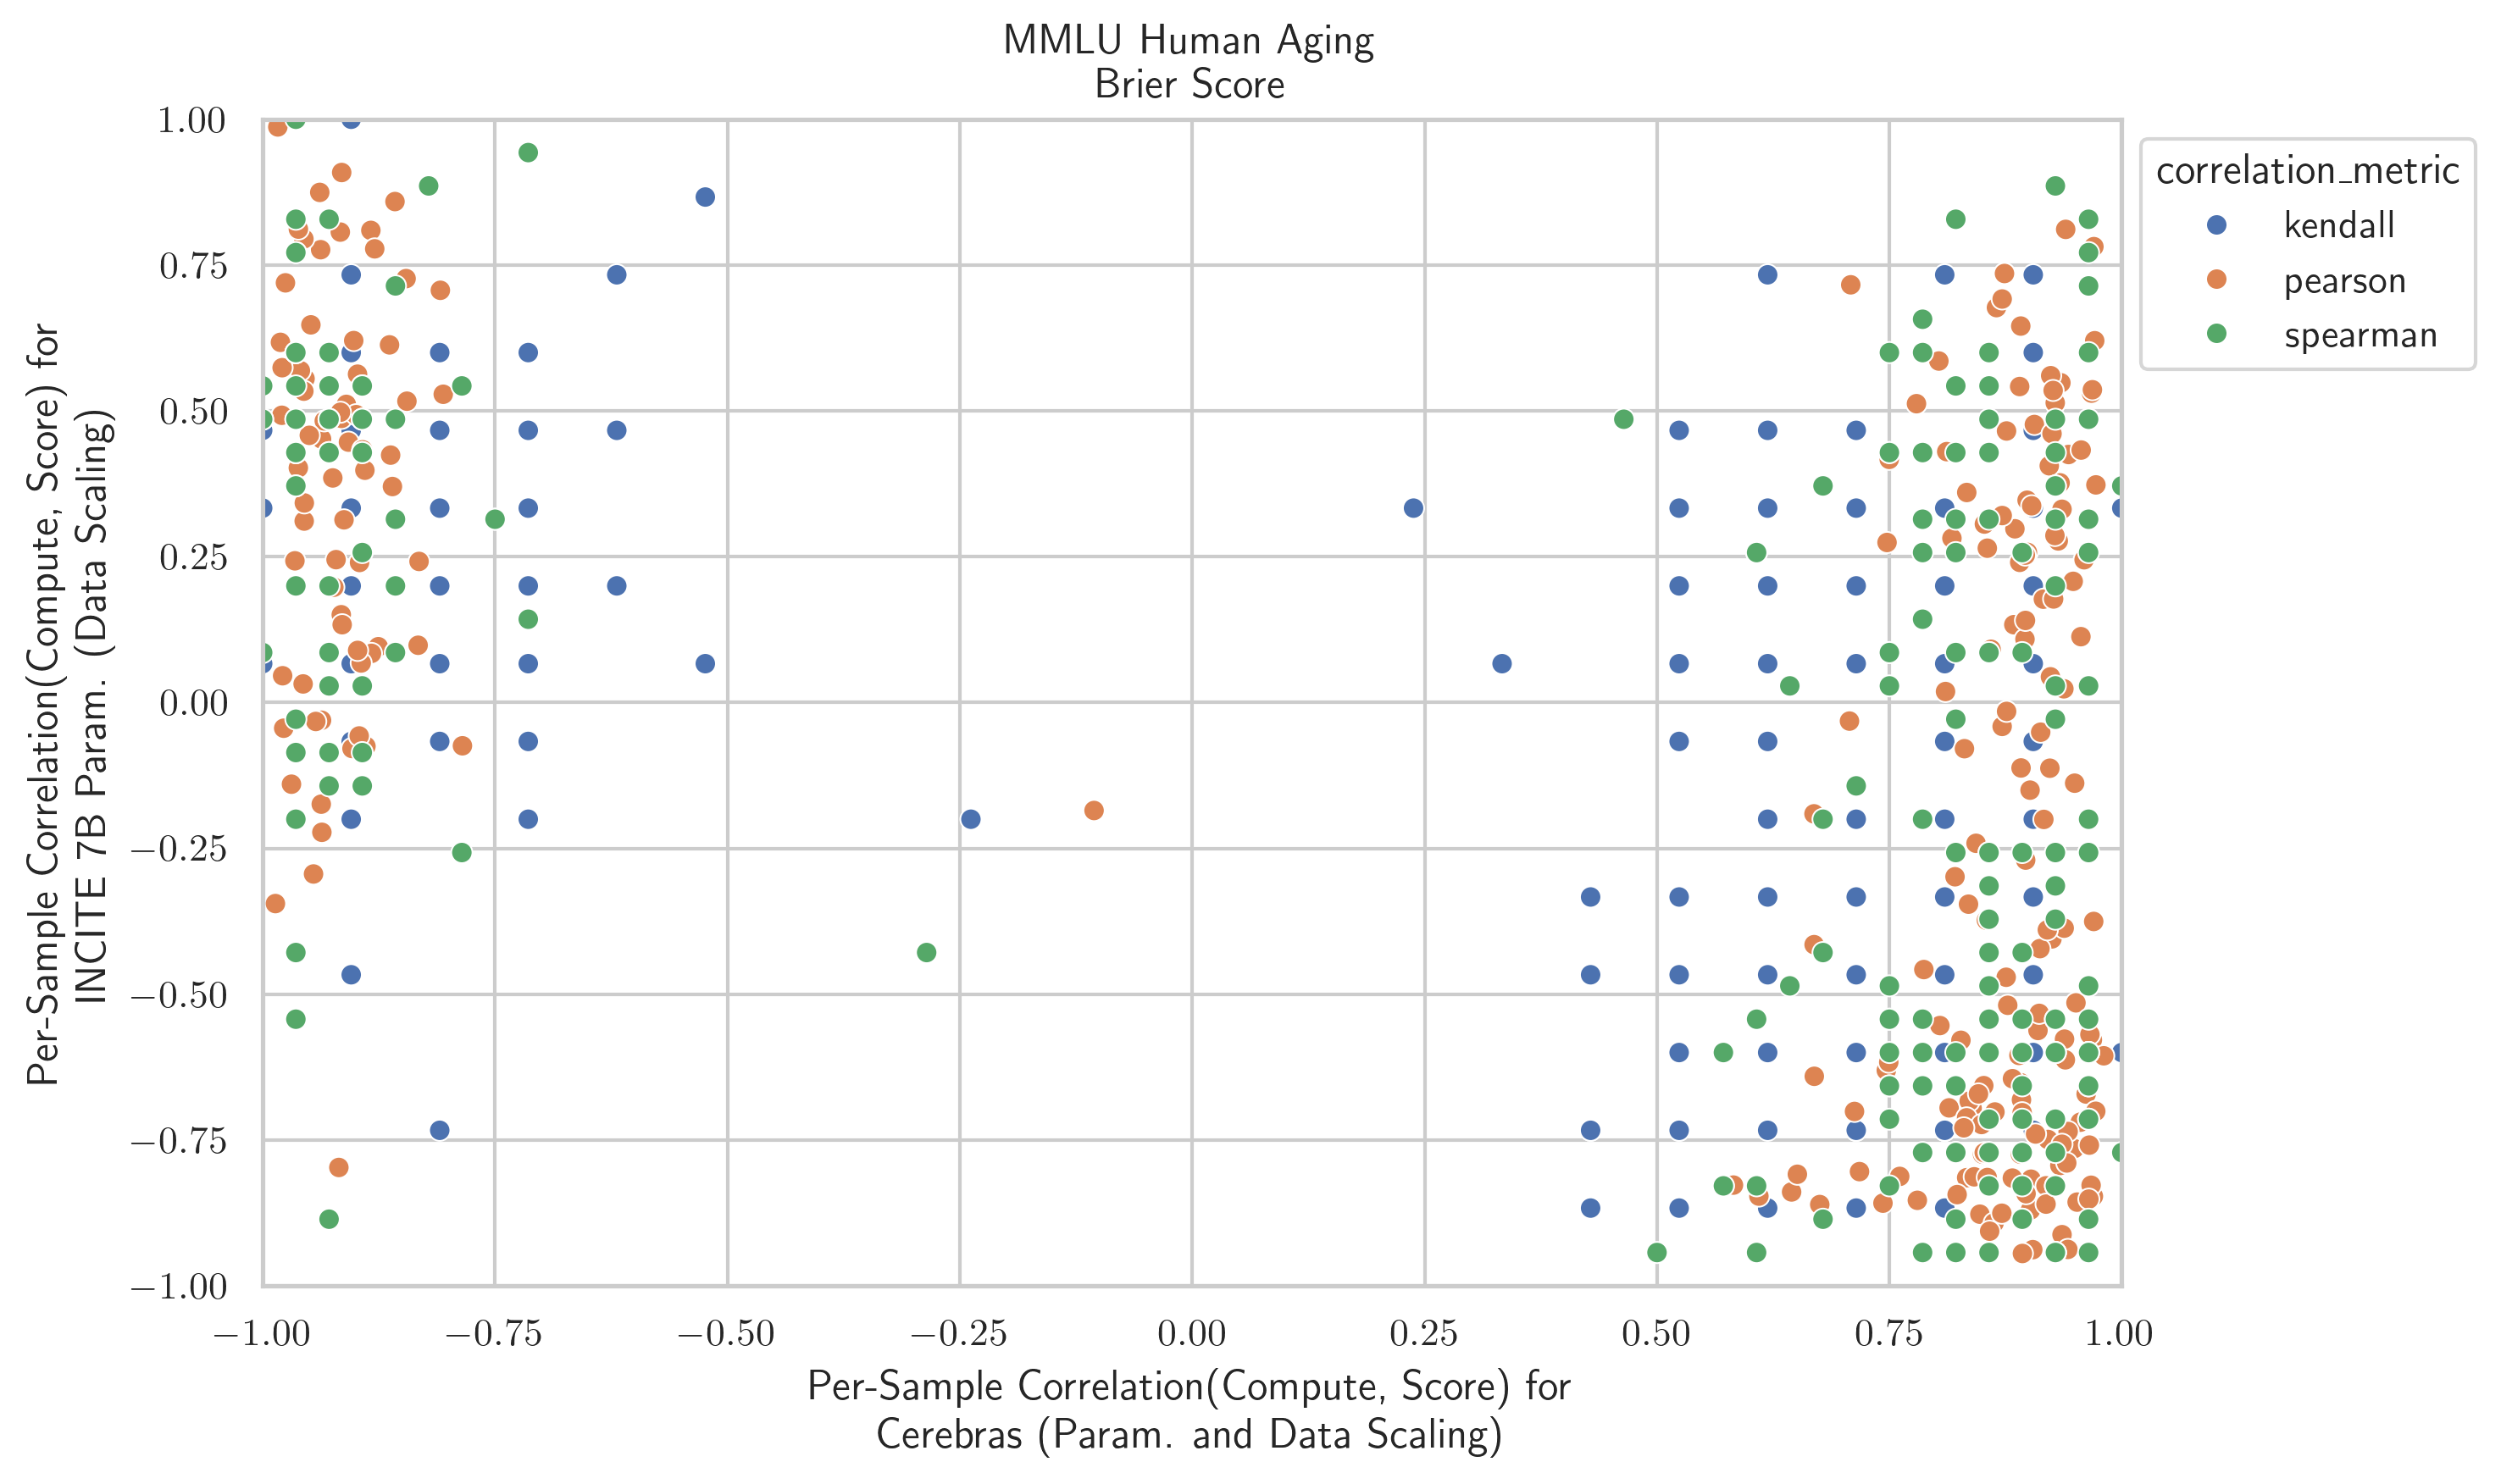 MMLU Human Aging
Brier Score
1.00
0.75
0.50
0.25
0.00
−0.25
−0.50
−0.75
−1.00
Per-Sample Correlation(Compute, Score) for
INCITE 7B Param. (Data Scaling)
−1.00
−0.75
−0.50
−0.25
0.00
0.25
0.50
0.75
1.00
Per-Sample Correlation(Compute, Score) for
Cerebras (Param. and Data Scaling)
correlation_metric
kendall
pearson
spearman